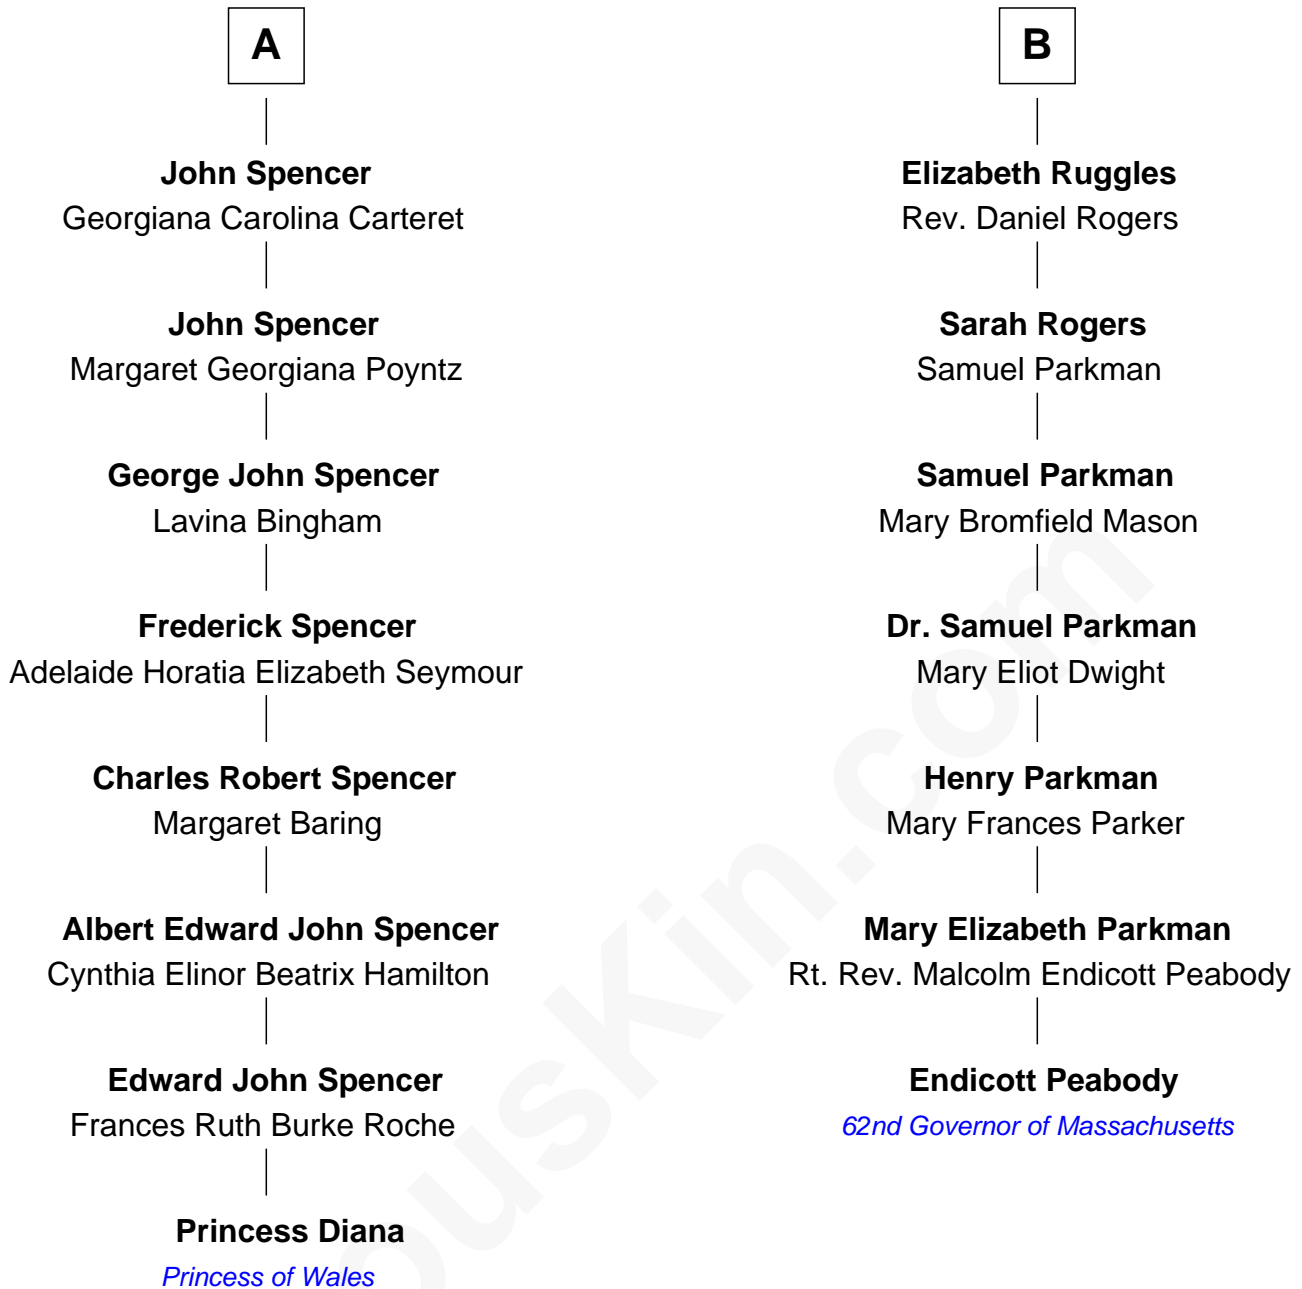 A
John Spencer
Georgiana Carolina Carteret
John Spencer
Margaret Georgiana Poyntz
George John Spencer
Lavina Bingham
Frederick Spencer
Adelaide Horatia Elizabeth Seymour
Charles Robert Spencer
Margaret Baring
Albert Edward John Spencer
Cynthia Elinor Beatrix Hamilton
Edward John Spencer
Frances Ruth Burke Roche
Princess Diana
Princess of Wales
B
Elizabeth Ruggles
Rev. Daniel Rogers
Sarah Rogers
Samuel Parkman
Samuel Parkman
Mary Bromfield Mason
Dr. Samuel Parkman
Mary Eliot Dwight
Henry Parkman
Mary Frances Parker
Mary Elizabeth Parkman
Rt. Rev. Malcolm Endicott Peabody
Endicott Peabody
62nd Governor of Massachusetts
ousKin.com